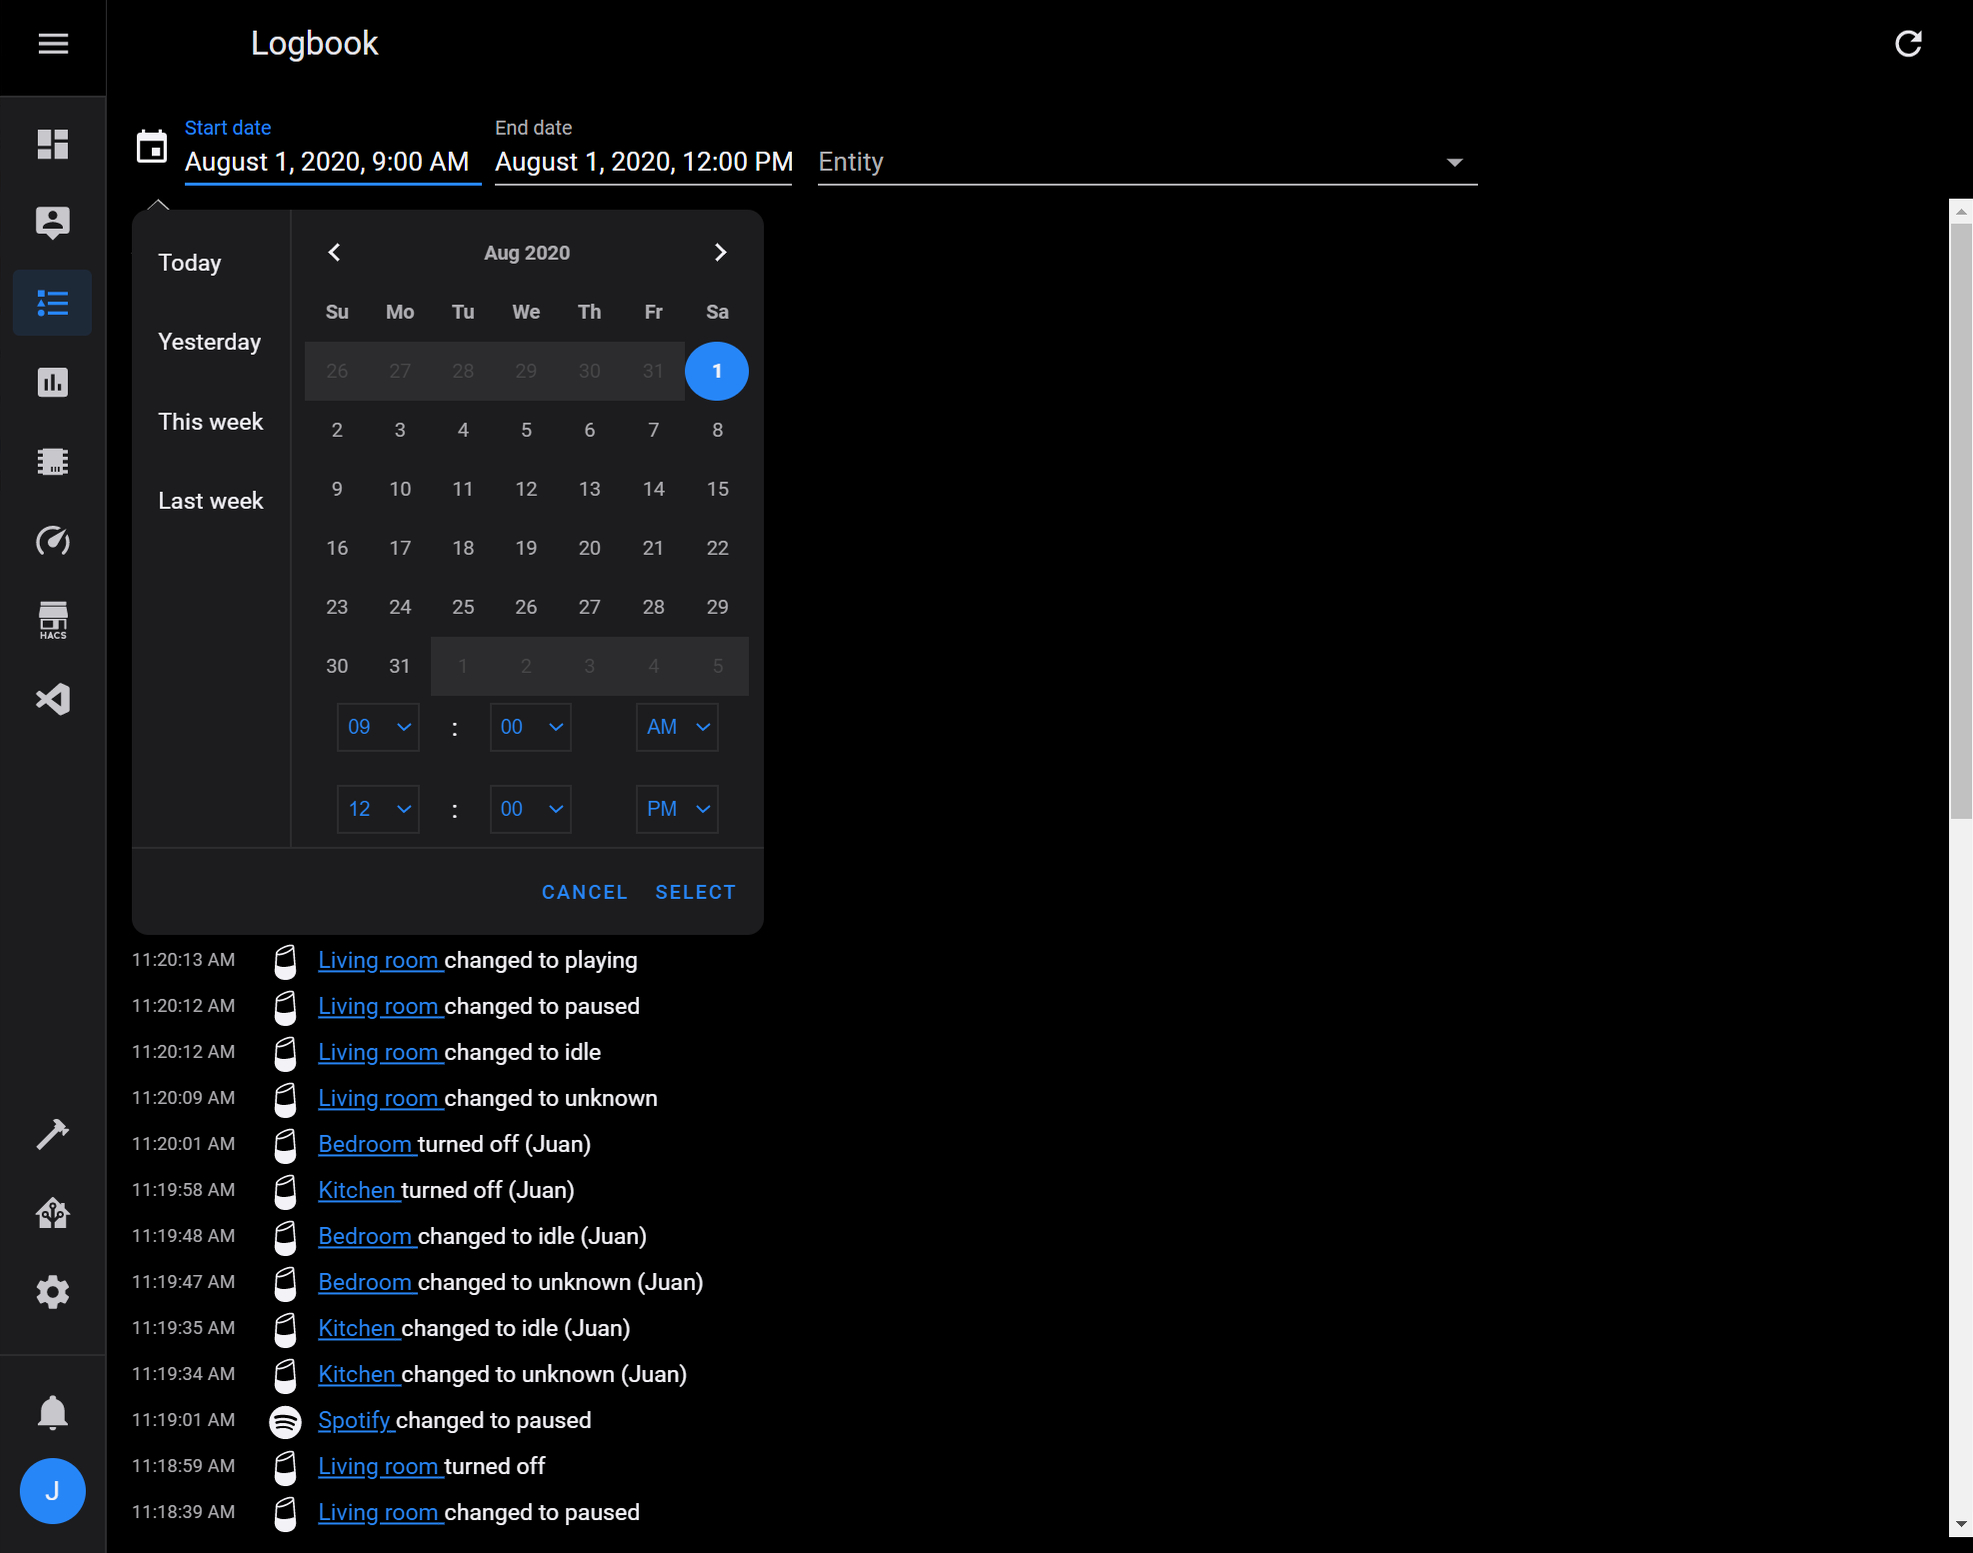 Logbook
Start date
August 1, 2020, 9:00 AM
End date
August 1, 2020, 12:00 PM
Entity
Today
Yesterday
This week
Last week
Aug 2020
Su Mo Tu We Th Fr Sa
26 27 28 29 30 31 1
2 3 4 5 6 7 8
9 10 11 12 13 14 15
16 17 18 19 20 21 22
23 24 25 26 27 28 29
30 31 1 2 3 4 5
09 : 00 AM
12 : 00 PM
CANCEL SELECT
HACS
11:20:13 AM Living room changed to playing
11:20:12 AM Living room changed to paused
11:20:12 AM Living room changed to idle
11:20:09 AM Living room changed to unknown
11:20:01 AM Bedroom turned off (Juan)
11:19:58 AM Kitchen turned off (Juan)
11:19:48 AM Bedroom changed to idle (Juan)
11:19:47 AM Bedroom changed to unknown (Juan)
11:19:35 AM Kitchen changed to idle (Juan)
11:19:34 AM Kitchen changed to unknown (Juan)
11:19:01 AM Spotify changed to paused
11:18:59 AM Living room turned off
11:18:39 AM Living room changed to paused
J